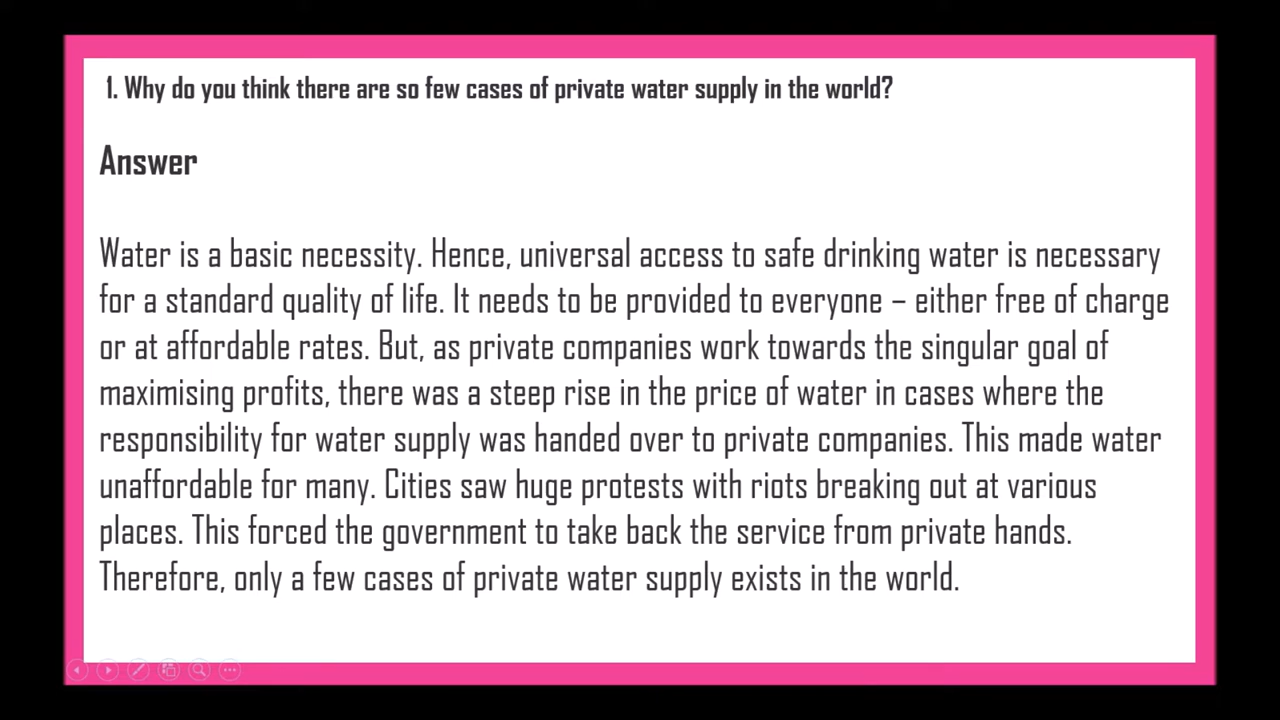 1. Why do you think there are so few cases of private water supply in the world?
Answer
Water is a basic necessity. Hence, universal access to safe drinking water is necessary
for a standard quality of life. It needs to be provided to everyone – either free of charge
or at affordable rates. But, as private companies work towards the singular goal of
maximising profits, there was a steep rise in the price of water in cases where the
responsibility for water supply was handed over to private companies. This made water
unaffordable for many. Cities saw huge protests with riots breaking out at various
places. This forced the government to take back the service from private hands.
Therefore, only a few cases of private water supply exists in the world.